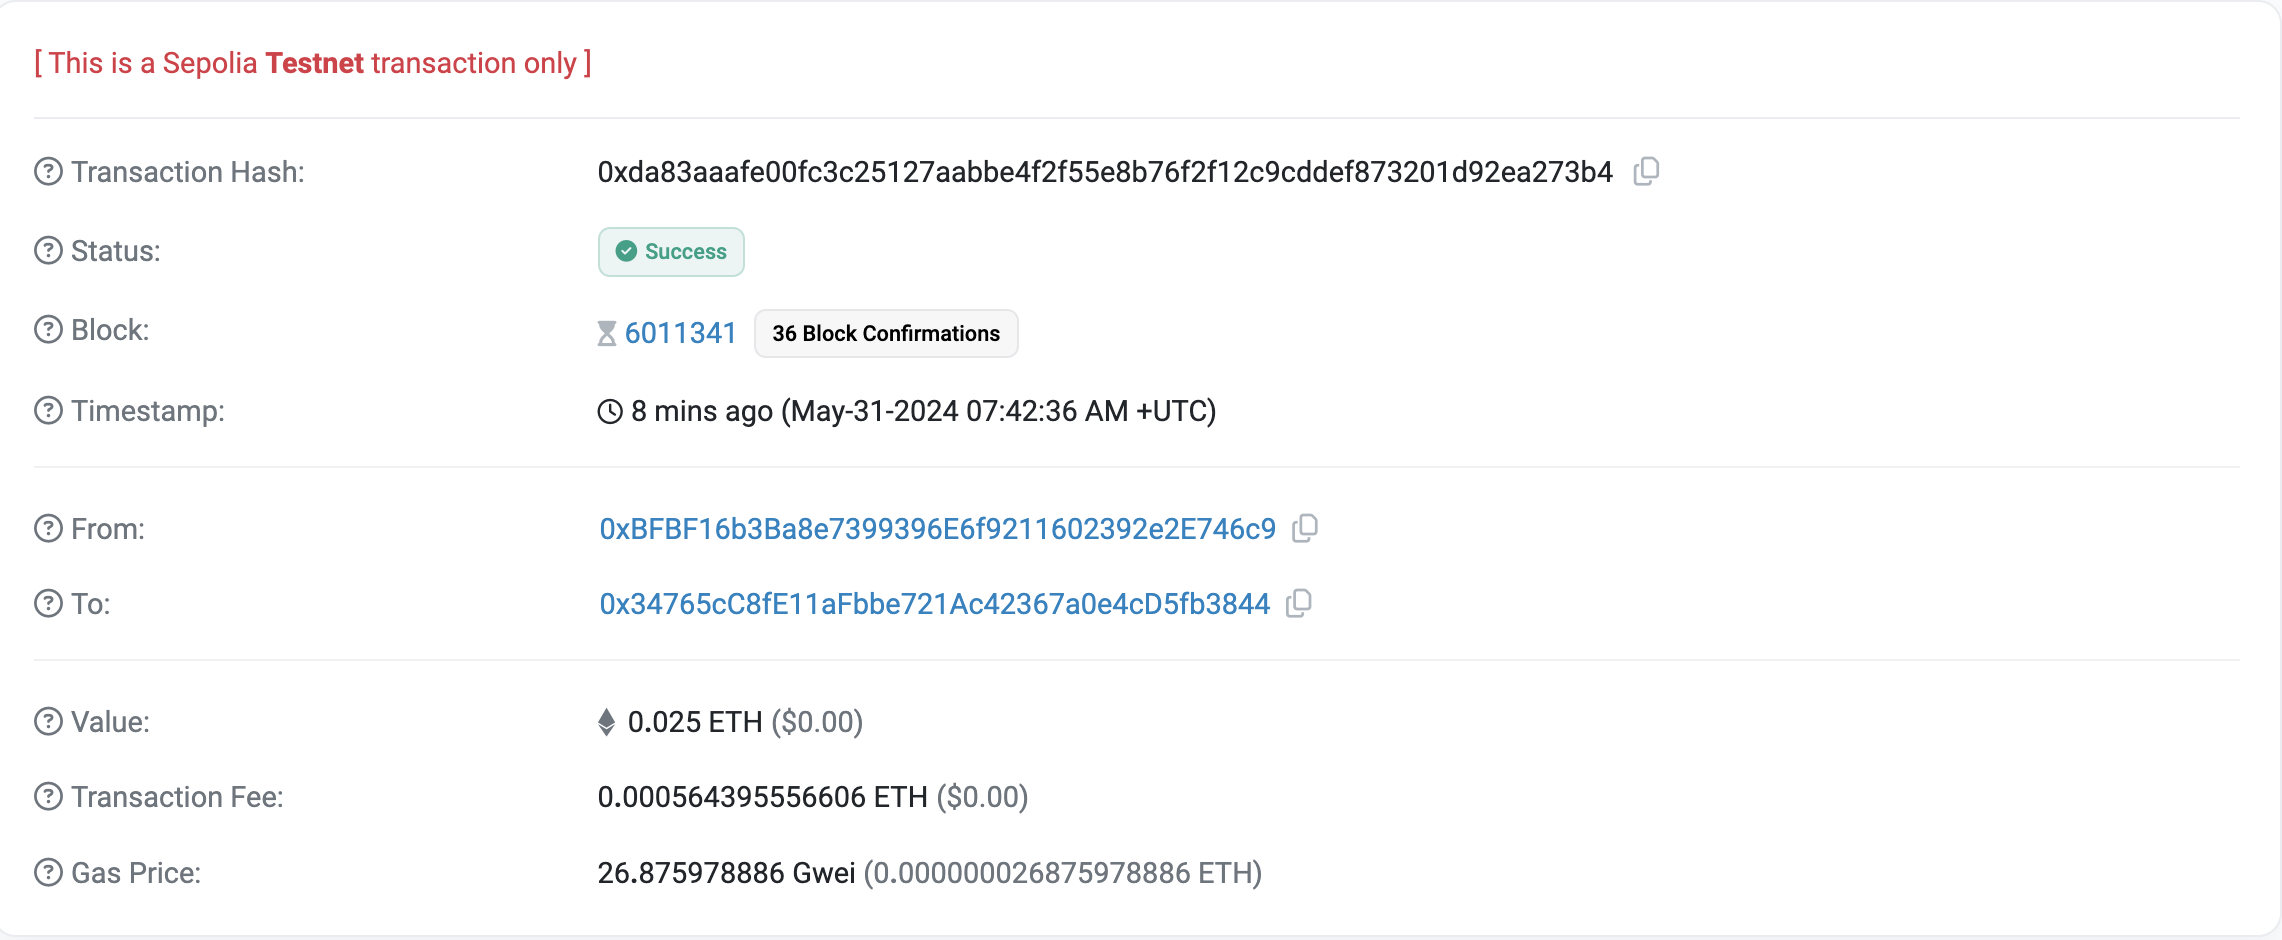 [ This is a Sepolia Testnet transaction only ]
Transaction Hash: 0xda83aaafe00fc3c25127aabbe4f2f55e8b76f2f12c9cddef873201d92ea273b4
Status: Success
Block: 6011341 36 Block Confirmations
Timestamp: 8 mins ago (May-31-2024 07:42:36 AM +UTC)
From: 0xBFBF16b3Ba8e7399396E6f9211602392e2E746c9
To: 0x34765cC8fE11aFbbe721Ac42367a0e4cD5fb3844
Value: 0.025 ETH ($0.00)
Transaction Fee: 0.000564395556606 ETH ($0.00)
Gas Price: 26.875978886 Gwei (0.000000026875978886 ETH)